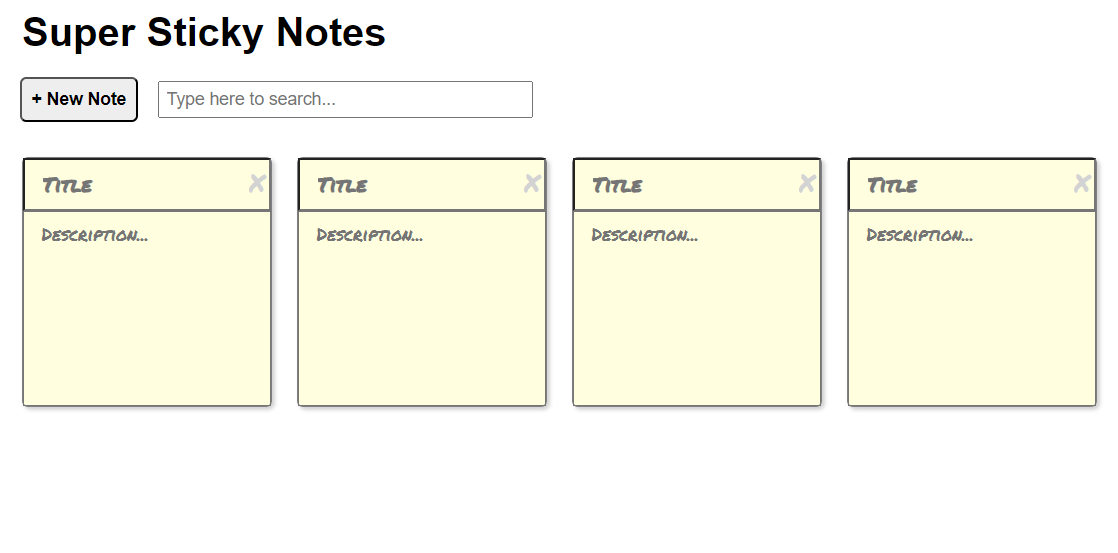 Super Sticky Notes
+ New Note Type here to search...
Title ✘ Title ✘ Title ✘ Title ✘
Description... Description... Description... Description...